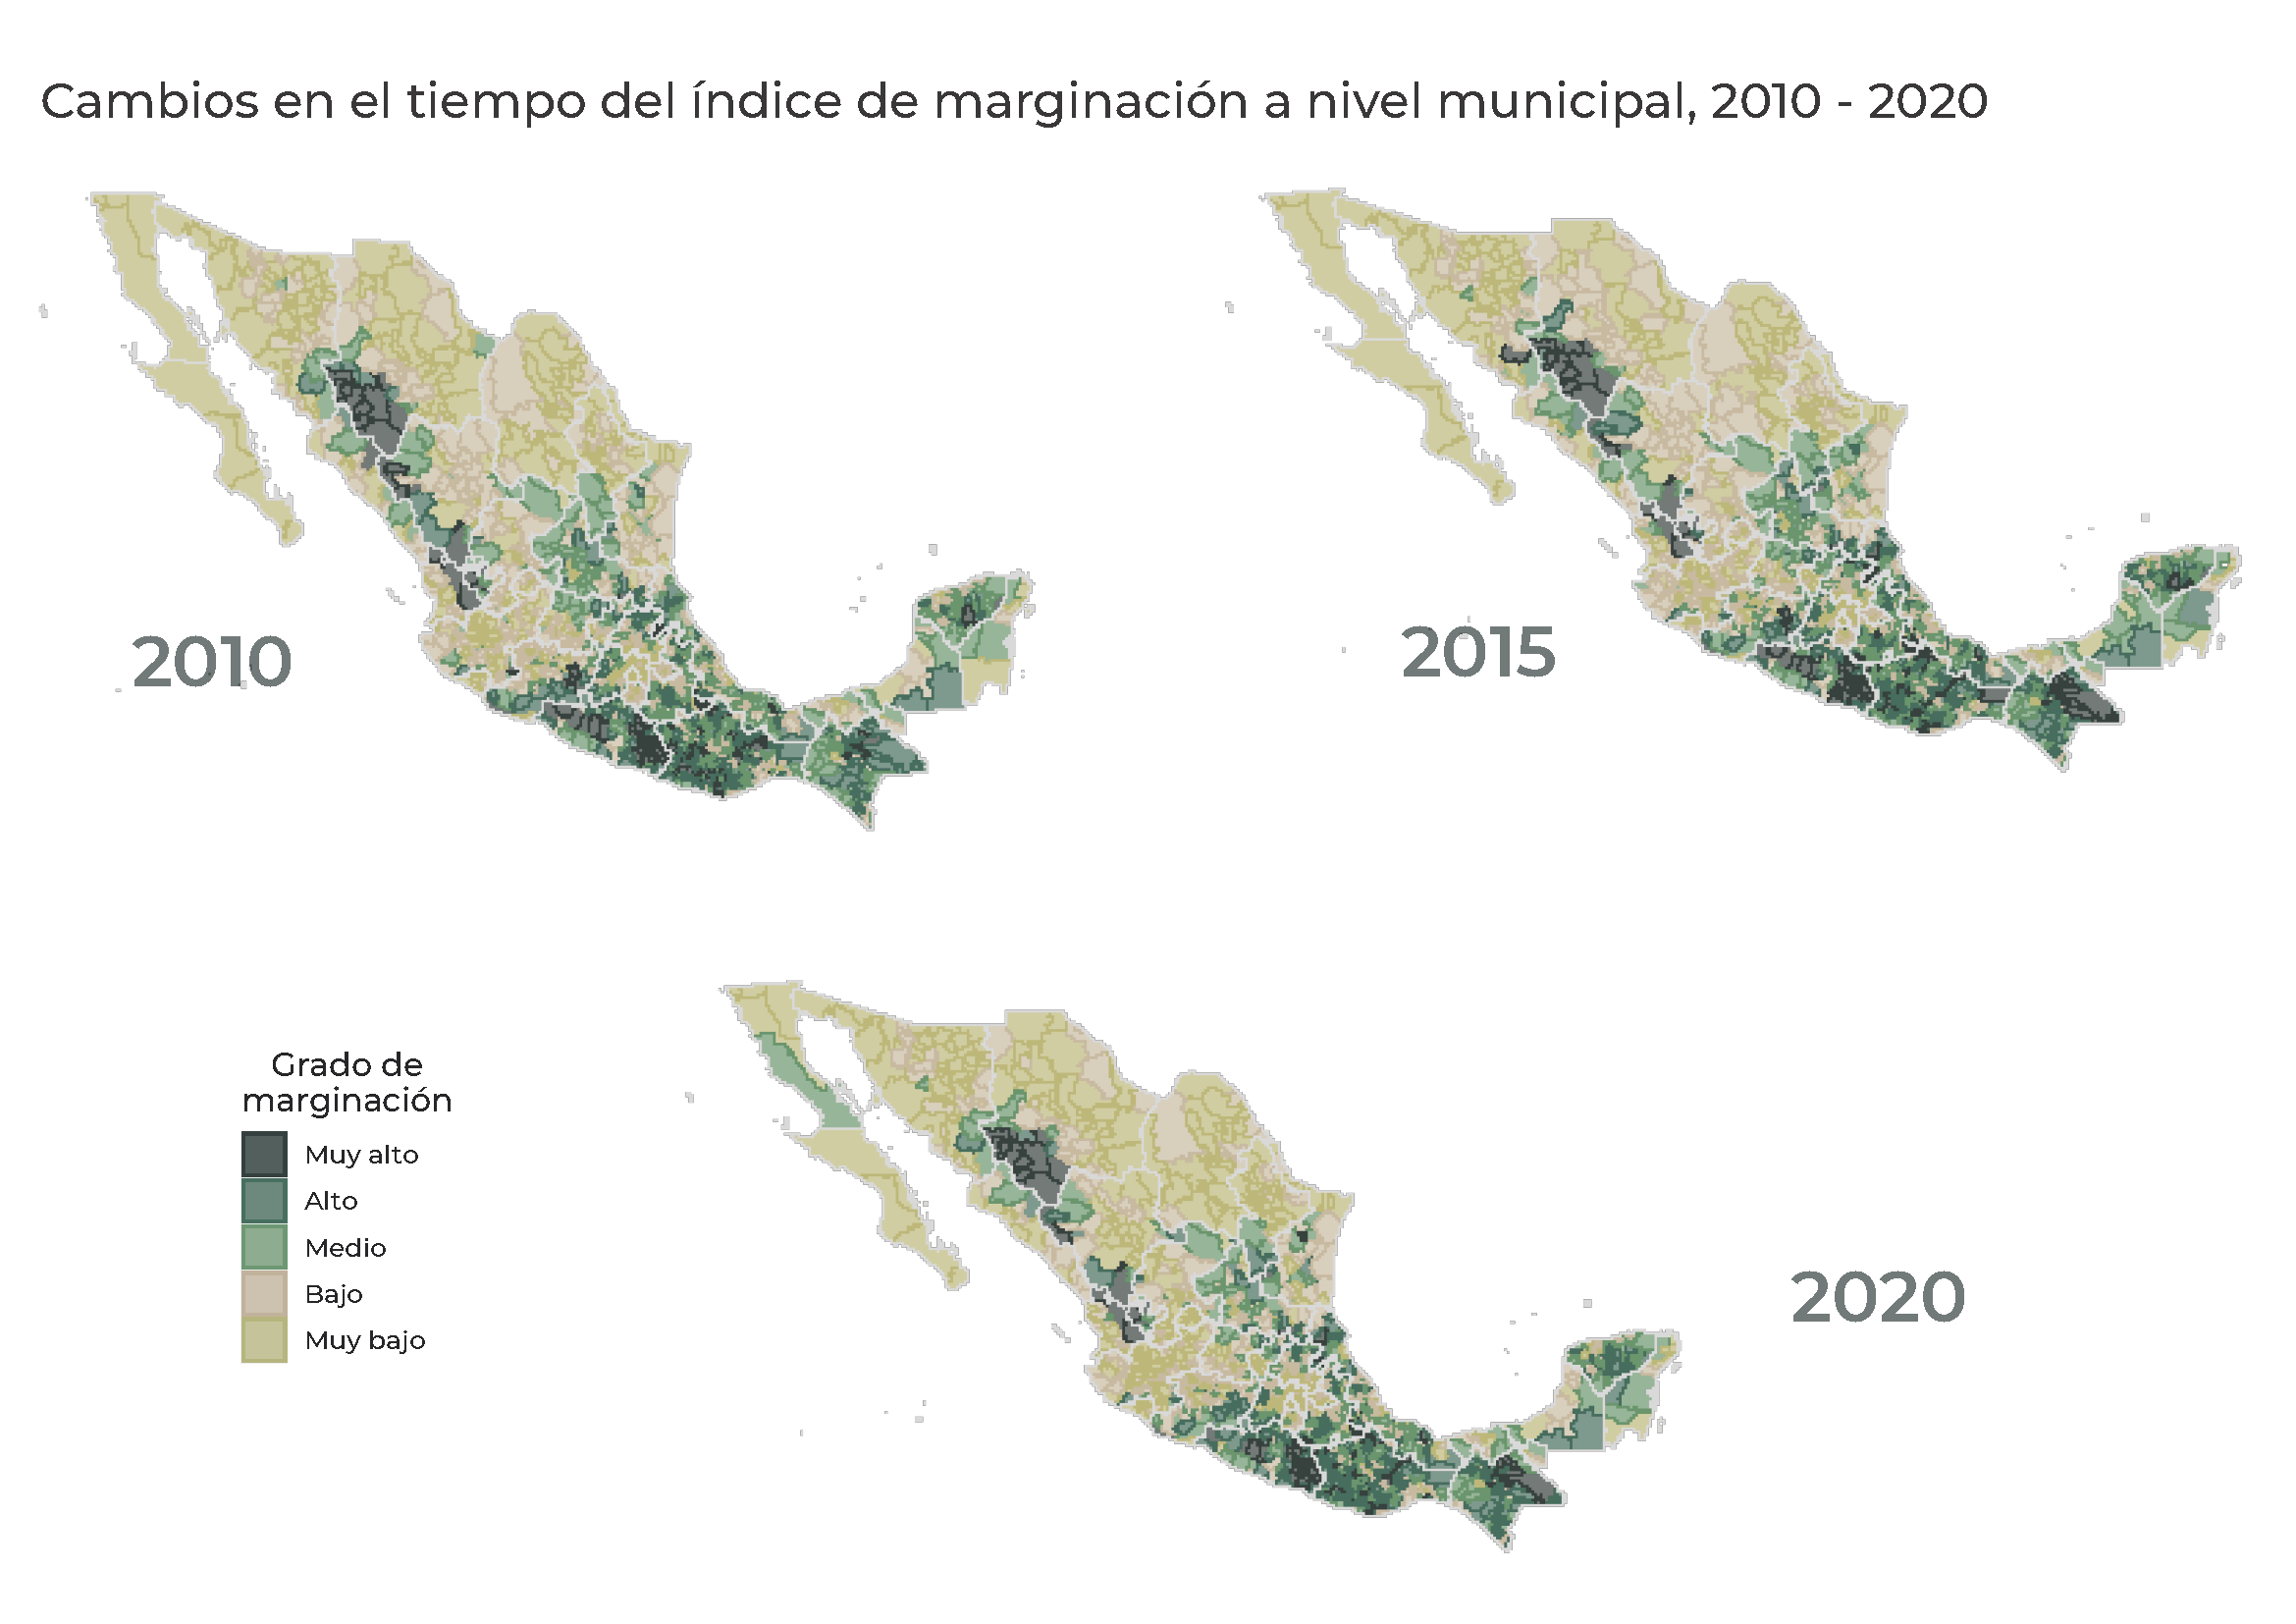 Cambios en el tiempo del índice de marginación a nivel municipal, 2010 - 2020
2010
2015
Grado de
marginación
Muy alto
Alto
Medio
Bajo
Muy bajo
2020